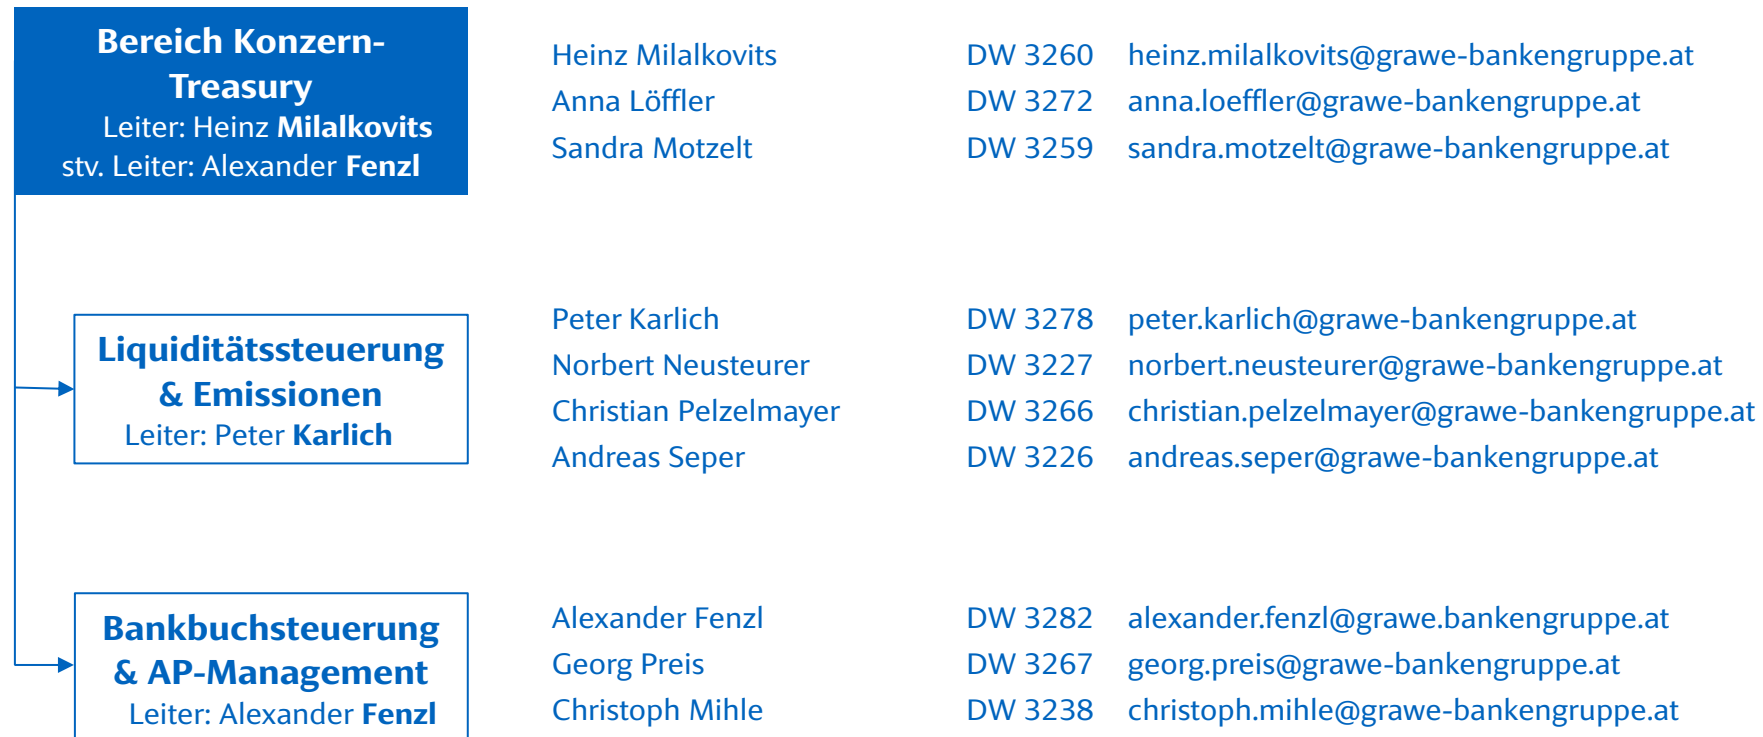 Bereich Konzern-
Treasury
Leiter: Heinz Milalkovits
stv. Leiter: Alexander Fenzl
Heinz Milalkovits DW 3260 heinz.milalkovits@grawe-bankengruppe.at
Anna Löffler DW 3272 anna.loeffler@grawe-bankengruppe.at
Sandra Motzelt DW 3259 sandra.motzelt@grawe-bankengruppe.at
Liquiditätssteuerung
& Emissionen
Leiter: Peter Karlich
Peter Karlich DW 3278 peter.karlich@grawe-bankengruppe.at
Norbert Neusteurer DW 3227 norbert.neusteurer@grawe-bankengruppe.at
Christian Pelzelmayer DW 3266 christian.pelzelmayer@grawe-bankengruppe.at
Andreas Seper DW 3226 andreas.seper@grawe-bankengruppe.at
Bankbuchsteuerung
& AP-Management
Leiter: Alexander Fenzl
Alexander Fenzl DW 3282 alexander.fenzl@grawe.bankengruppe.at
Georg Preis DW 3267 georg.preis@grawe-bankengruppe.at
Christoph Mihle DW 3238 christoph.mihle@grawe-bankengruppe.at